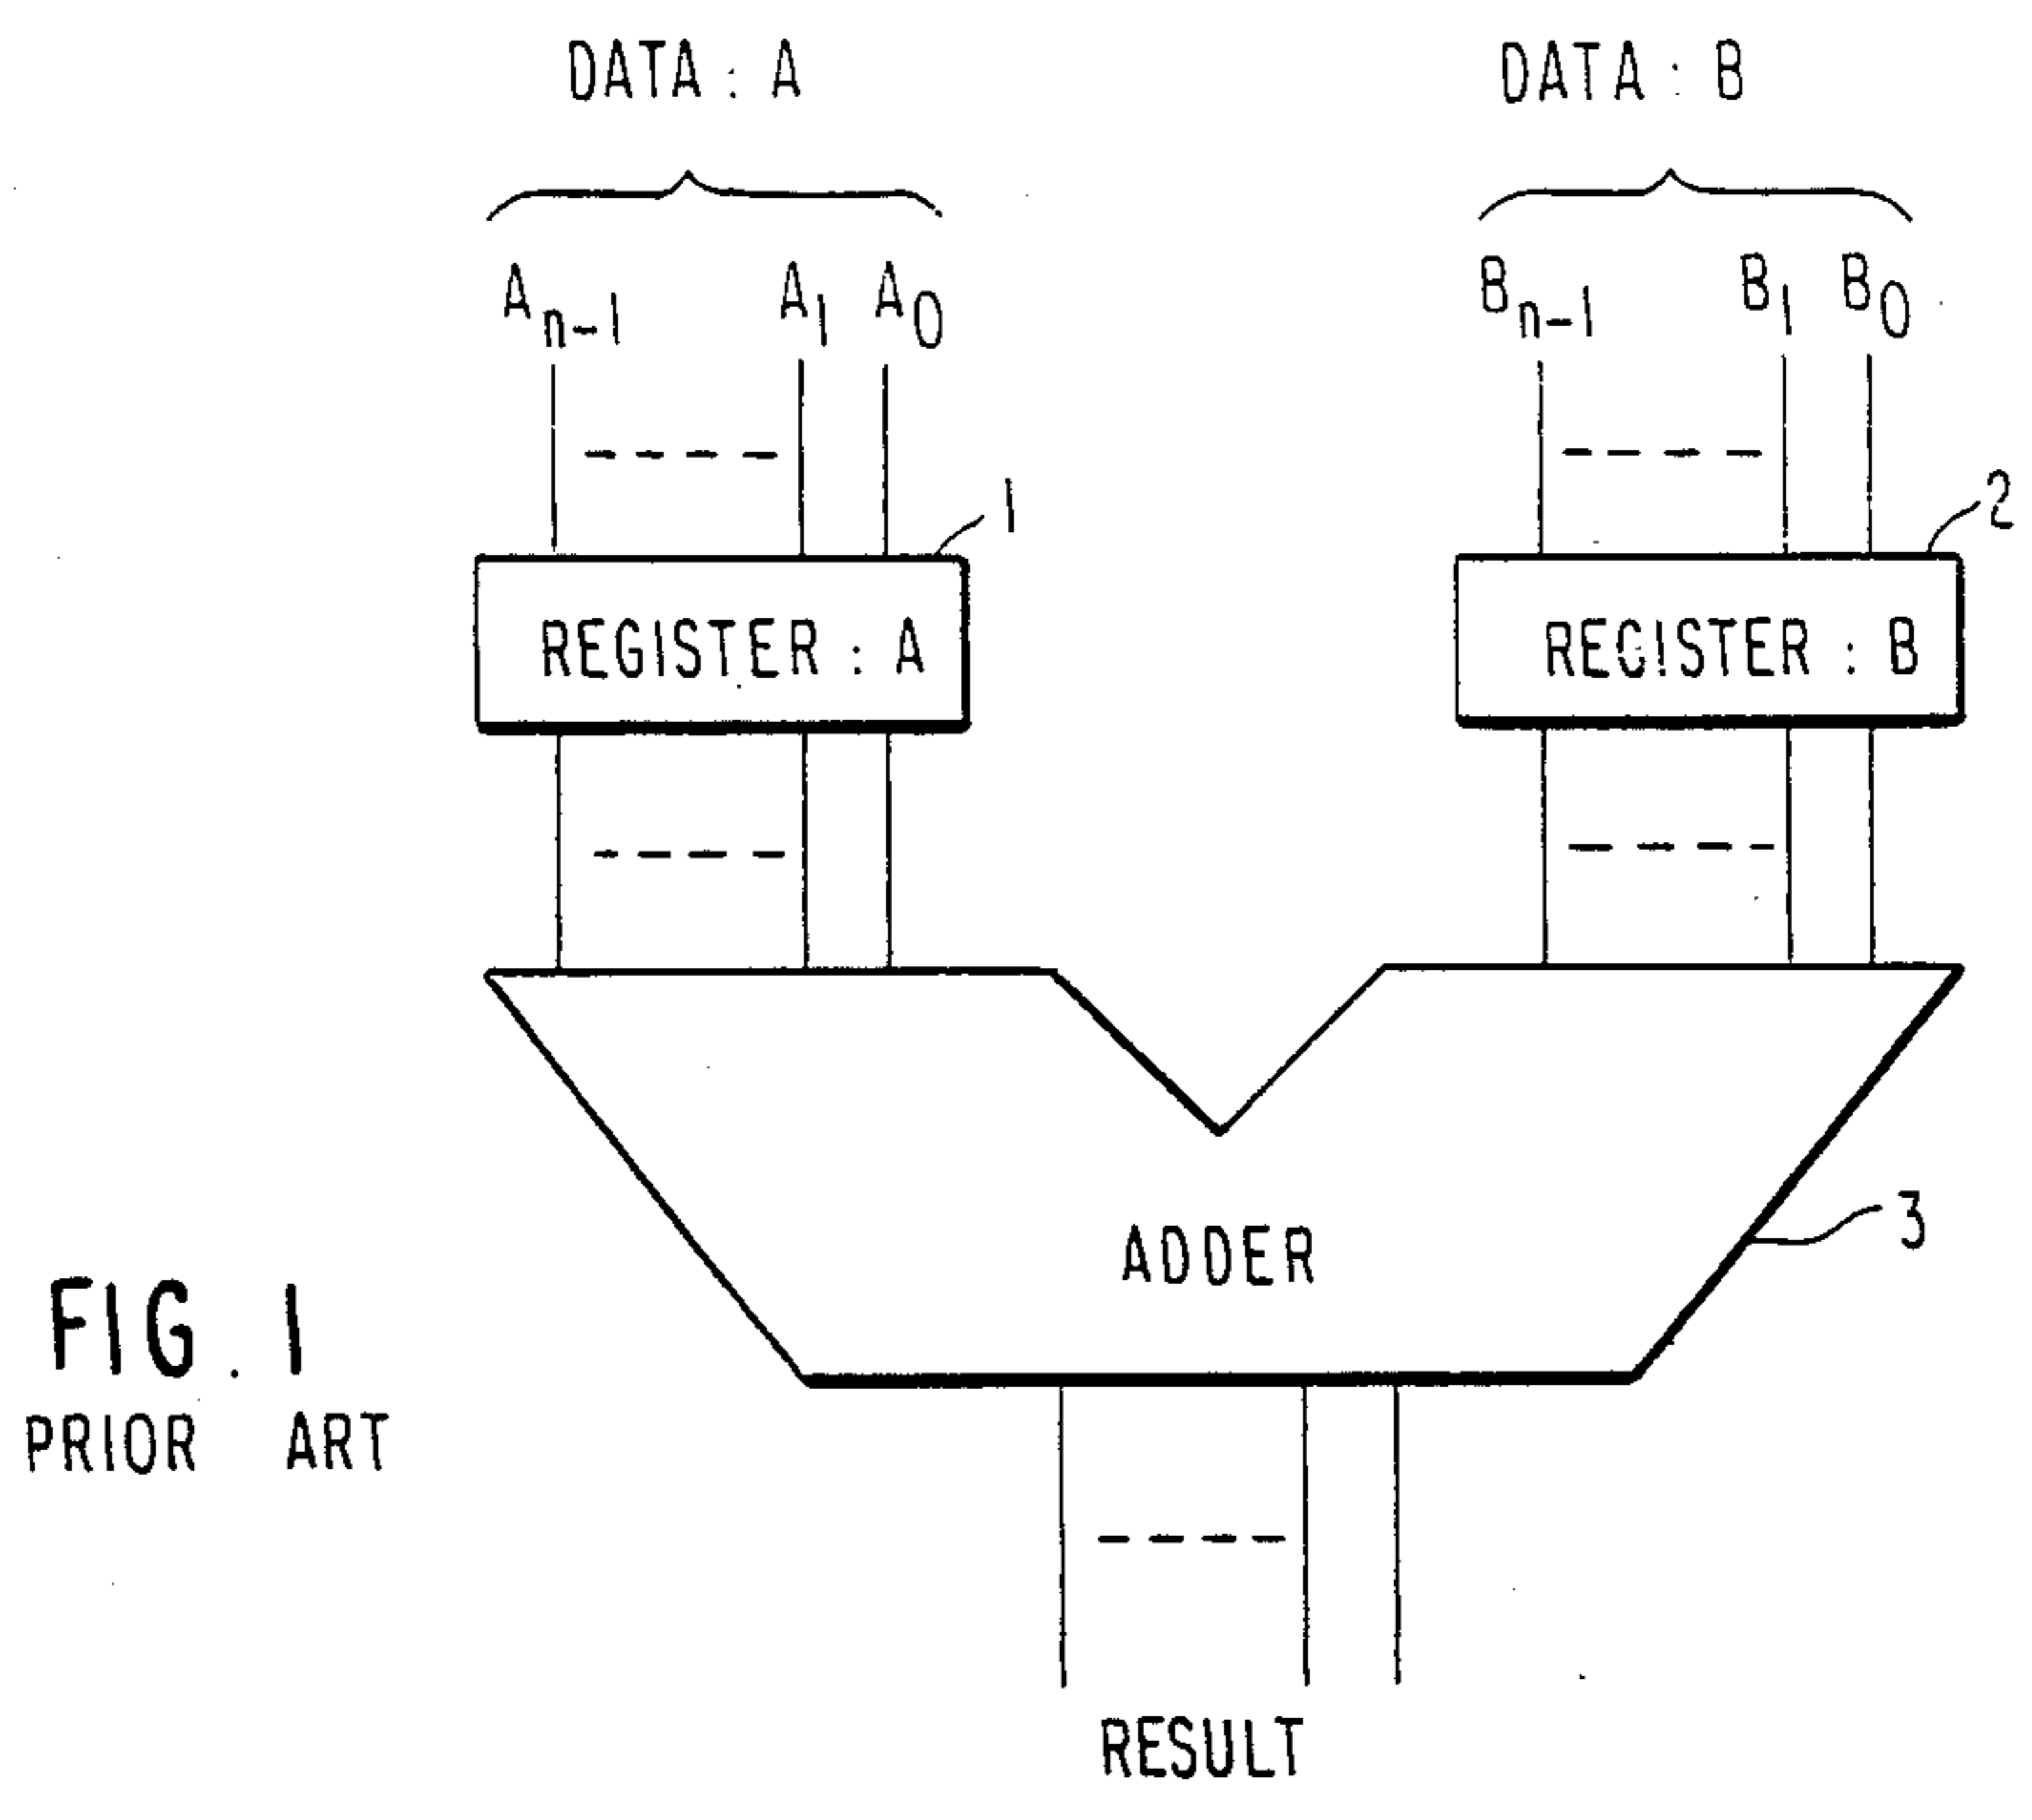 DATA : A
DATA : B
An-1 A1 A0
Bn-1 B1 B0
1
2
REGISTER : A
REGISTER : B
ADDER
3
FIG. 1
PRIOR ART
RESULT